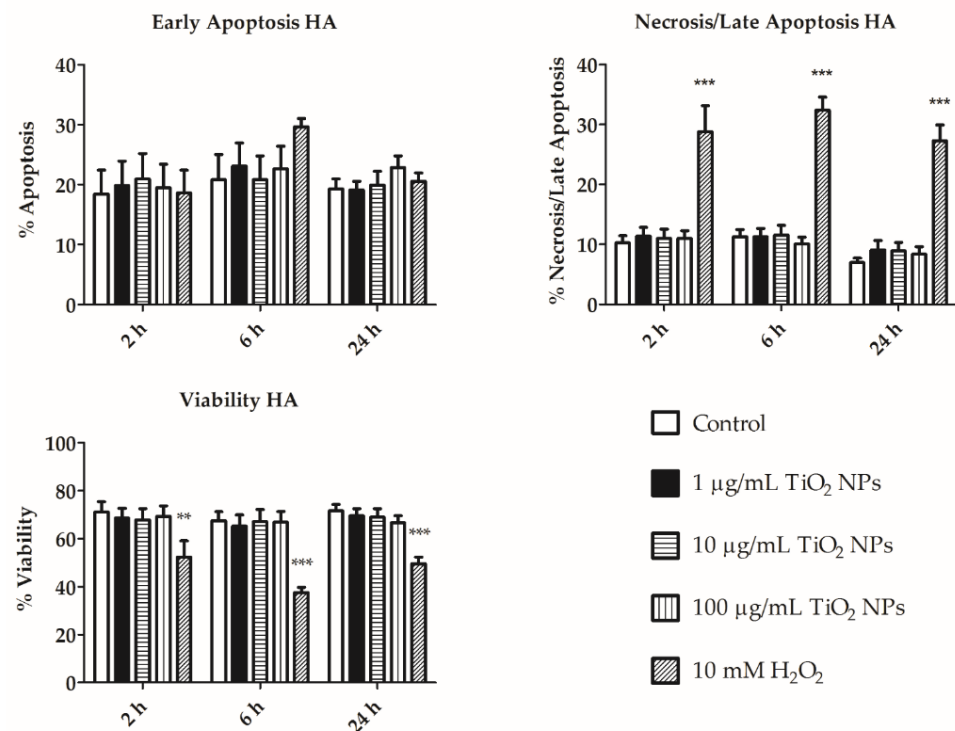 Early Apoptosis HA
% Apoptosis
40
30
20
10
0
2 h
6 h
24 h
Necrosis/Late Apoptosis HA
% Necrosis/Late Apoptosis
40
30
20
10
0
***
***
***
2 h
6 h
24 h
Viability HA
% Viability
100
80
60
40
20
0
**
***
***
2 h
6 h
24 h
Control
1 µg/mL TiO₂ NPs
10 µg/mL TiO₂ NPs
100 µg/mL TiO₂ NPs
10 mM H₂O₂